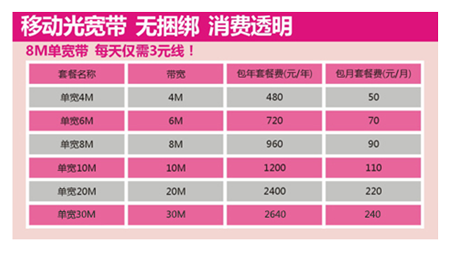 移动光宽带 无捆绑 消费透明
8M单宽带 每天仅需3元线！
套餐名称 带宽 包年套餐费(元/年) 包月套餐费(元/月)
单宽4M 4M 480 50
单宽6M 6M 720 70
单宽8M 8M 960 90
单宽10M 10M 1200 110
单宽20M 20M 2400 220
单宽30M 30M 2640 240